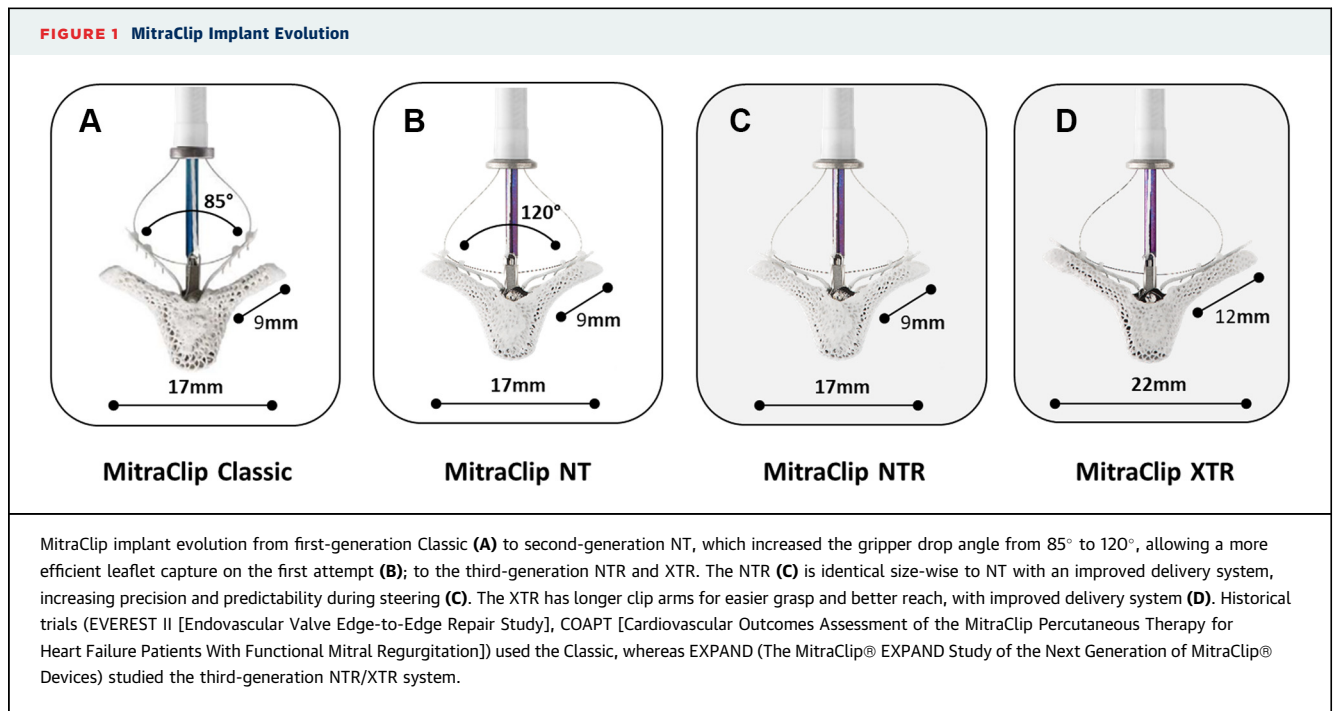 FIGURE 1 MitraClip Implant Evolution
A
B
C
D
85°
120°
9mm
9mm
9mm
12mm
17mm
17mm
17mm
22mm
MitraClip Classic
MitraClip NT
MitraClip NTR
MitraClip XTR
MitraClip implant evolution from first-generation Classic (A) to second-generation NT, which increased the gripper drop angle from 85° to 120°, allowing a more
efficient leaflet capture on the first attempt (B); to the third-generation NTR and XTR. The NTR (C) is identical size-wise to NT with an improved delivery system,
increasing precision and predictability during steering (C). The XTR has longer clip arms for easier grasp and better reach, with improved delivery system (D). Historical
trials (EVEREST II [Endovascular Valve Edge-to-Edge Repair Study], COAPT [Cardiovascular Outcomes Assessment of the MitraClip Percutaneous Therapy for
Heart Failure Patients With Functional Mitral Regurgitation]) used the Classic, whereas EXPAND (The MitraClip® EXPAND Study of the Next Generation of MitraClip®
Devices) studied the third-generation NTR/XTR system.